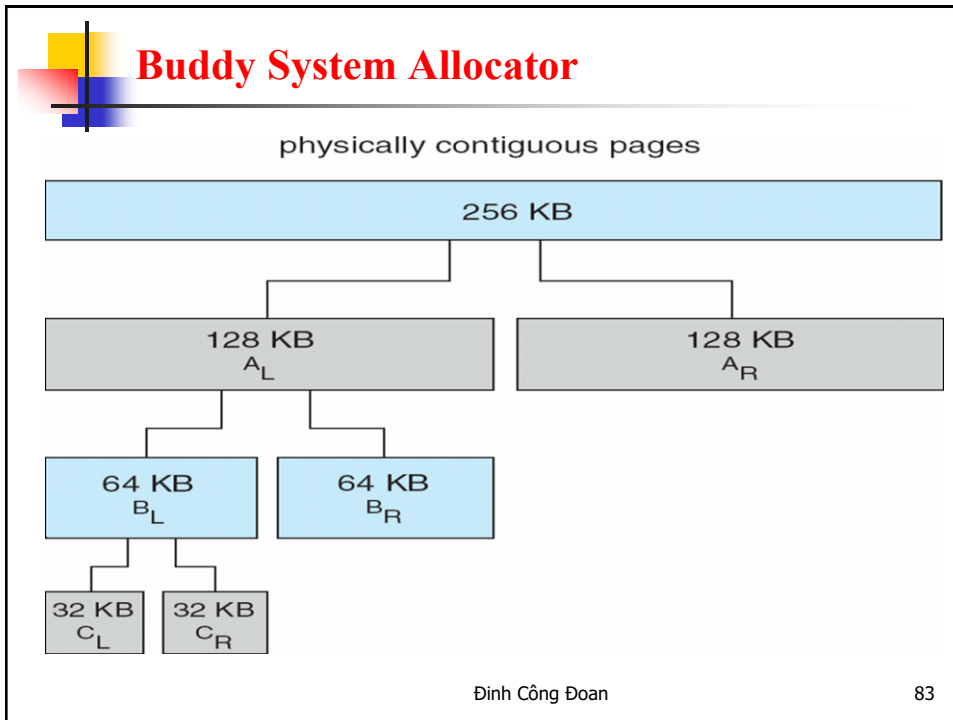 Buddy System Allocator
physically contiguous pages
256 KB
128 KB
AL
128 KB
AR
64 KB
BL
64 KB
BR
32 KB
CL
32 KB
CR
Đinh Công Đoan
83